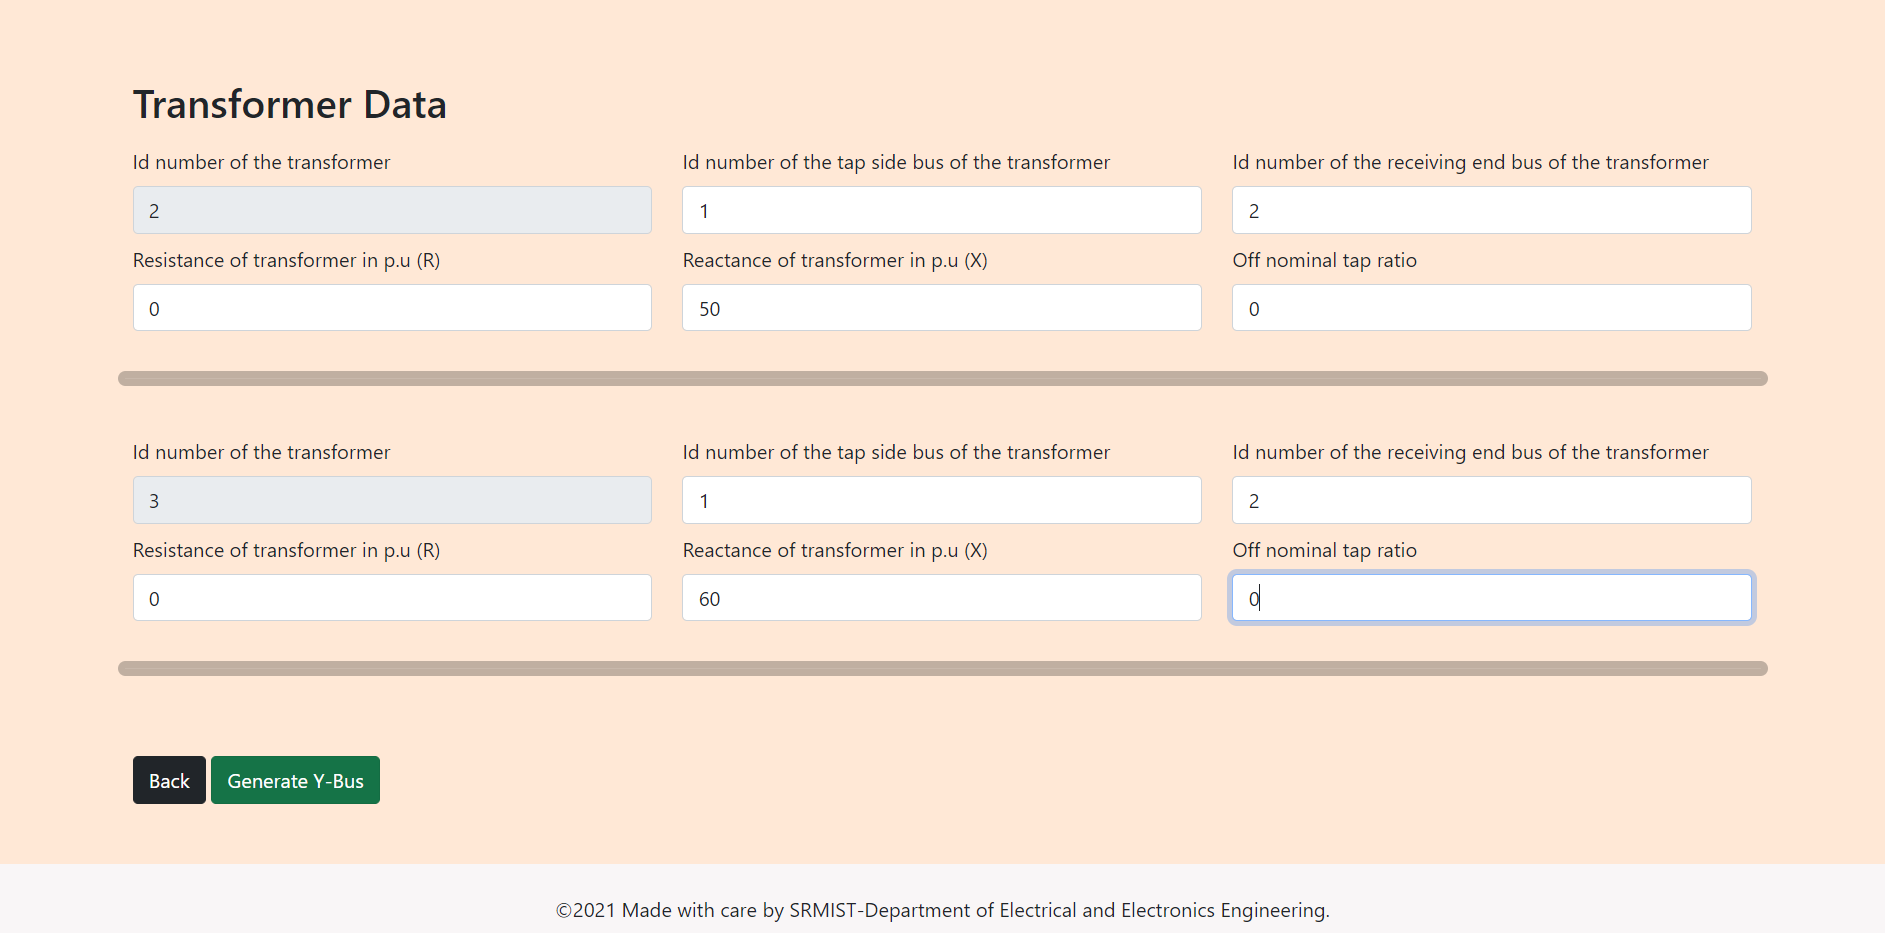 Transformer Data
Id number of the transformer
Id number of the tap side bus of the transformer
Id number of the receiving end bus of the transformer
2
1
2
Resistance of transformer in p.u (R)
Reactance of transformer in p.u (X)
Off nominal tap ratio
0
50
0
Id number of the transformer
Id number of the tap side bus of the transformer
Id number of the receiving end bus of the transformer
3
1
2
Resistance of transformer in p.u (R)
Reactance of transformer in p.u (X)
Off nominal tap ratio
0
60
0
Back
Generate Y-Bus
©2021 Made with care by SRMIST-Department of Electrical and Electronics Engineering.